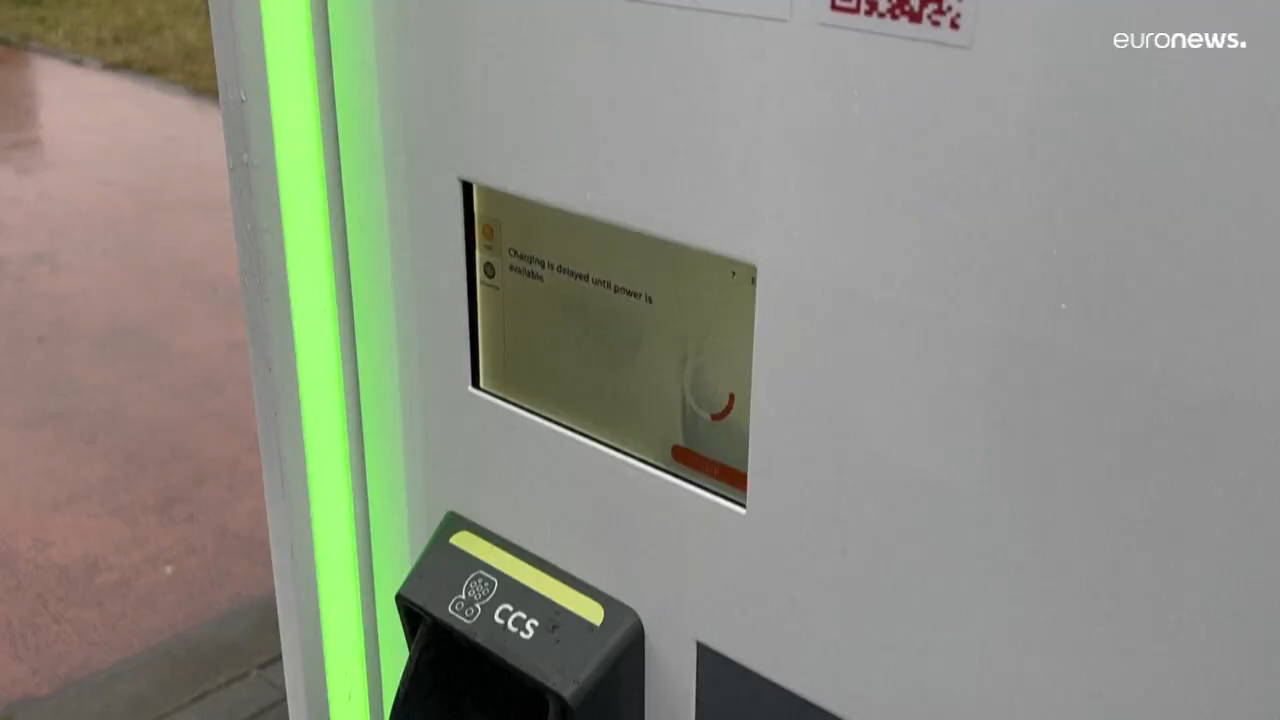 euronews.
Charging is delayed until power is
available.
?
CCS